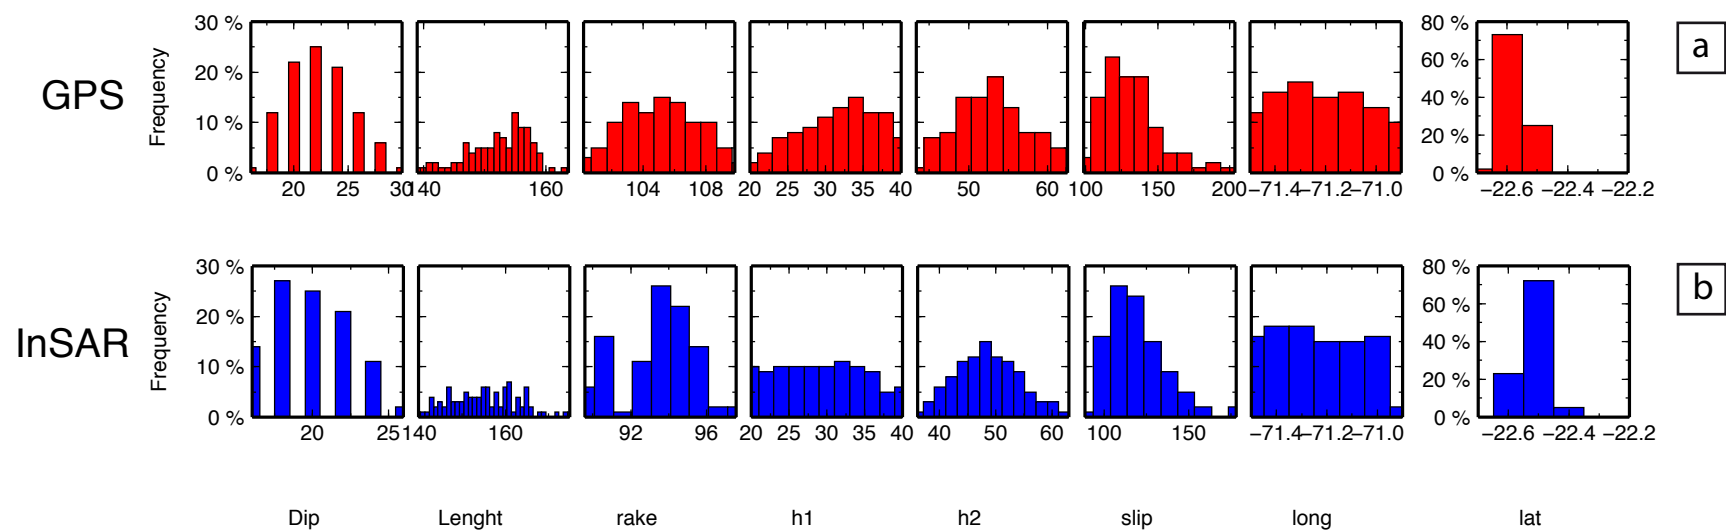 30 %
20 %
10 %
0 %
Frequency
GPS
20 25 30
140 160
104 108
20 25 30 35 40
50 60
100 150 200
−71.4 −71.2 −71.0
80 %
60 %
40 %
20 %
0 %
−22.6 −22.4 −22.2
a
30 %
20 %
10 %
0 %
Frequency
InSAR
20 25
140 160
92 96
20 25 30 35 40
40 50 60
100 150
−71.4 −71.2 −71.0
80 %
60 %
40 %
20 %
0 %
−22.6 −22.4 −22.2
b
Dip Lenght rake h1 h2 slip long lat